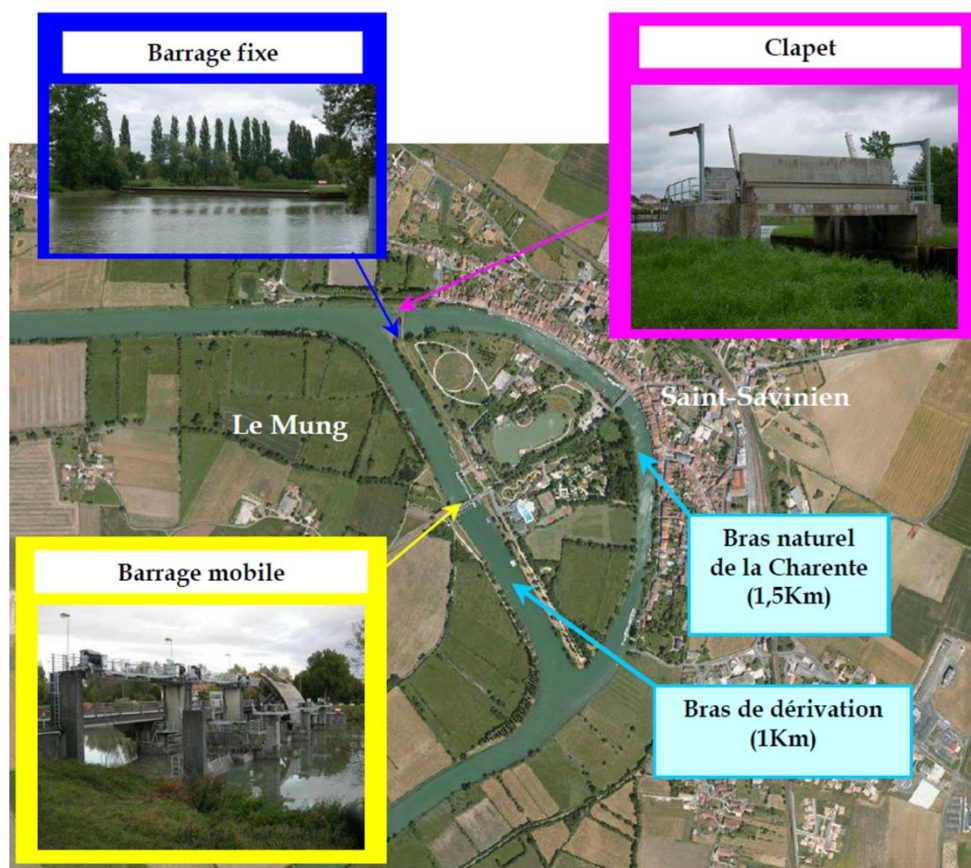 Barrage fixe
Clapet
Le Mung
Saint-Savinien
Bras naturel
de la Charente
(1,5Km)
Barrage mobile
Bras de dérivation
(1Km)